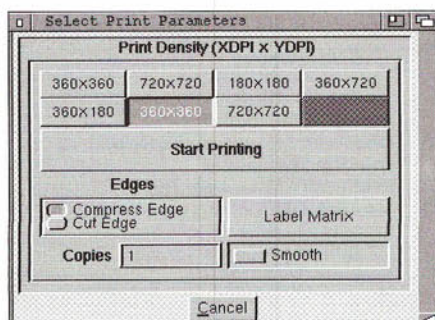 Select Print Parameters
Print Density (XDPI x YDPI)
360x360 720x720 180x180 360x720
360x180 360x360 720x720
Start Printing
Edges
Compress Edge
Cut Edge
Label Matrix
Copies 1 Smooth
Cancel